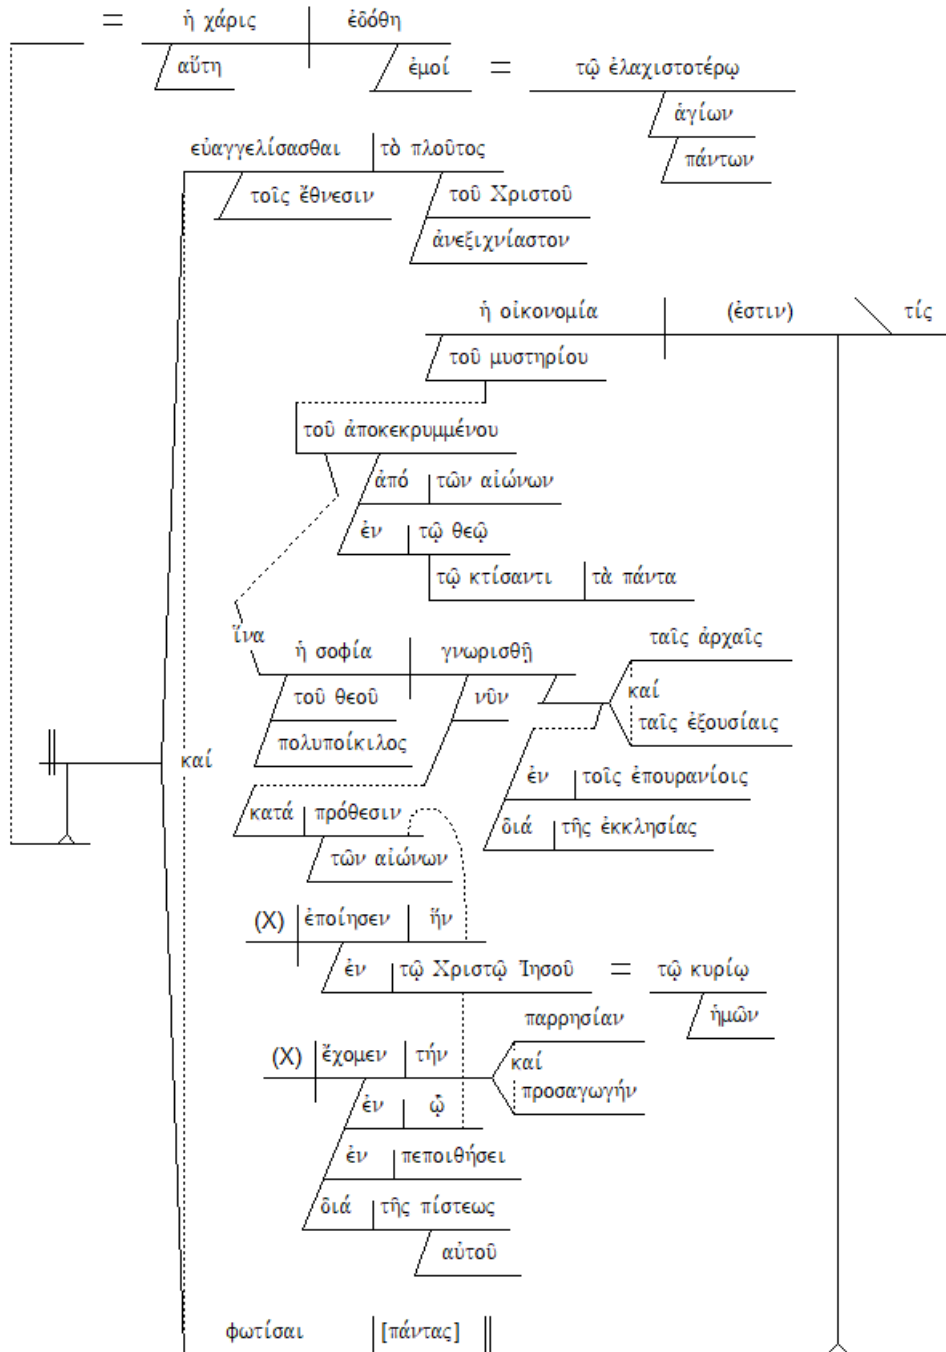 = ἡ χάρις ἐδόθη
αὕτη ἐμοί = τῷ ἐλαχιστοτέρῳ
ἁγίων
εὐαγγελίσασθαι τὸ πλοῦτος πάντων
τοῖς ἔθνεσιν τοῦ Χριστοῦ
ἀνεξιχνίαστον
ἡ οἰκονομία (ἐστιν) τίς
τοῦ μυστηρίου
τοῦ ἀποκεκρυμμένου
ἀπό τῶν αἰώνων
ἐν τῷ θεῷ
τῷ κτίσαντι τὰ πάντα
ἵνα ἡ σοφία γνωρισθῇ ταῖς ἀρχαῖς
τοῦ θεοῦ νῦν καί
ταῖς ἐξουσίαις
πολυποίκιλος
καί ἐν τοῖς ἐπουρανίοις
κατά πρόθεσιν διά τῆς ἐκκλησίας
τῶν αἰώνων
(X) ἐποίησεν ἥν
ἐν τῷ Χριστῷ Ἰησοῦ = τῷ κυρίῳ
ἡμῶν
παρρησίαν
(X) ἔχομεν τήν καί
προσαγωγήν
ἐν ᾧ
ἐν πεποιθήσει
διά τῆς πίστεως
αὐτοῦ
φωτίσαι [πάντας]